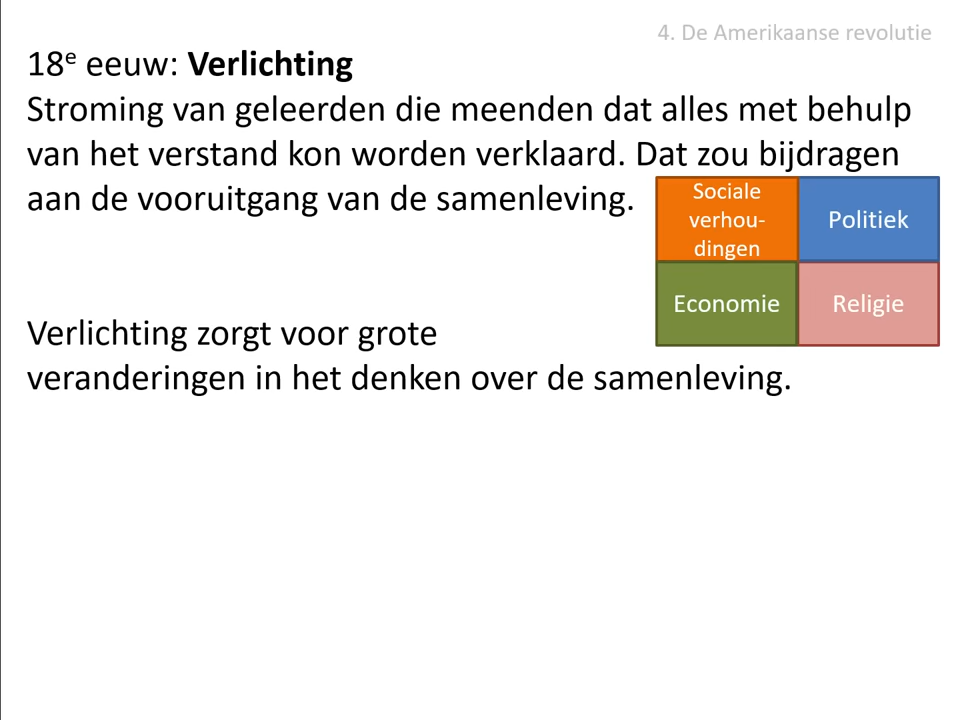 4. De Amerikaanse revolutie
18e eeuw: Verlichting
Stroming van geleerden die meenden dat alles met behulp
van het verstand kon worden verklaard. Dat zou bijdragen
aan de vooruitgang van de samenleving.
Sociale
verhou-
dingen
Politiek
Economie
Religie
Verlichting zorgt voor grote
veranderingen in het denken over de samenleving.